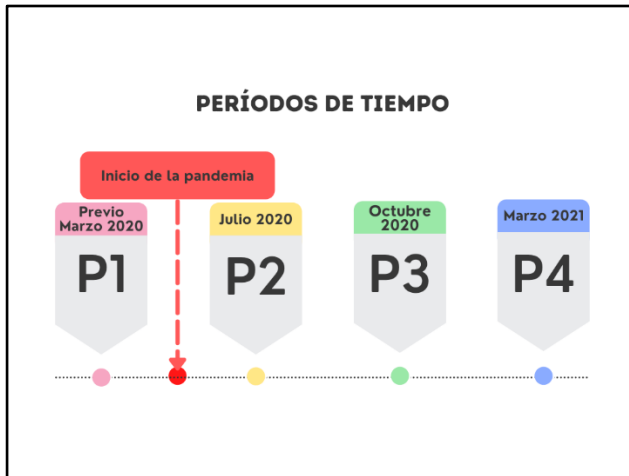 PERÍODOS DE TIEMPO
Inicio de la pandemia
Previo
Marzo 2020
P1
Julio 2020
P2
Octubre
2020
P3
Marzo 2021
P4